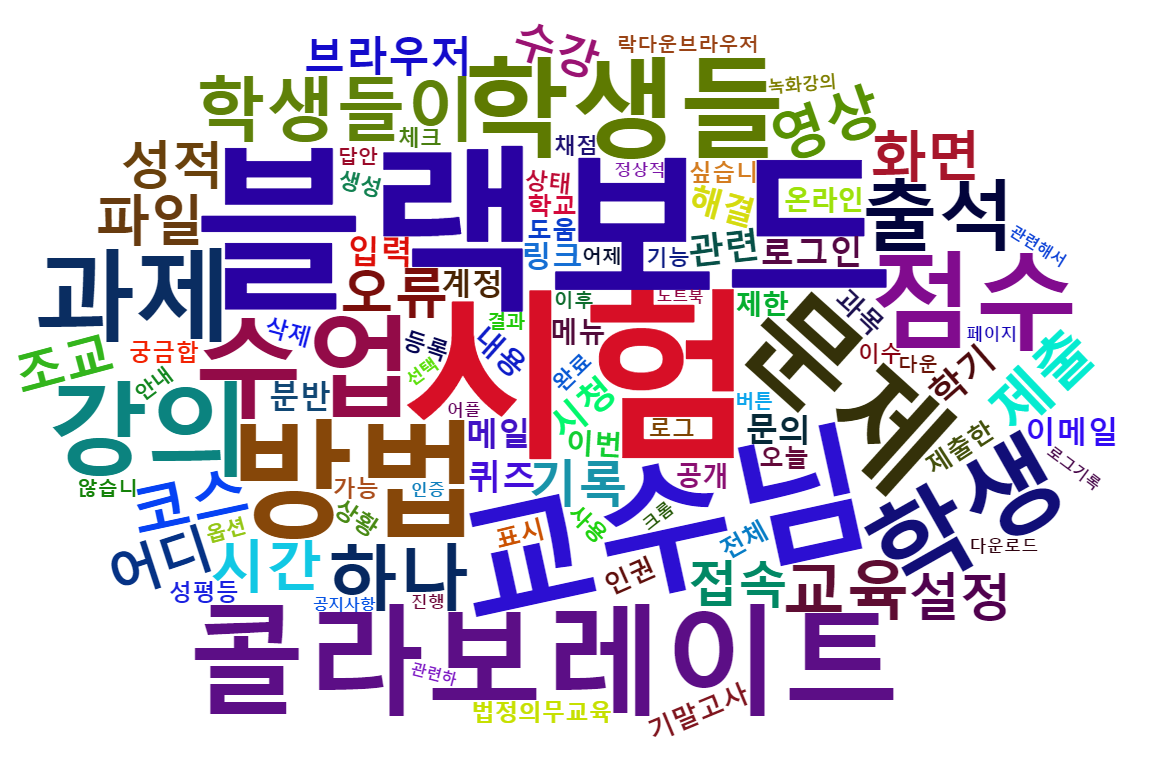 수강
락다운브라우저
브라우저
학생들이
학생들
녹화강의
영상
체크
채점
성적
답안
정상적
싶습니
화면
생성
상태
블랙보드
해결
온라인
출석
파일
학교
도움
입력
링크
어제
기능
관련
로그인
관련해서
과제
오류
계정
이후
노트북
제한
과목
점수
조교
궁금합
삭제
수업
등록
내용
결과
메뉴
시험
문제
페이지
이수
다운
학기
제출
안내
분반
선택
완료
강의
어플
시청
버튼
메일
이번
로그
문의
이메일
방법
오늘
제출한
로그기록
않습니
코스
가능
인증
퀴즈
기록
공개
교수님
학생
옵션
상황
표시
사용
크롬
전체
다운로드
어디
시간
하나
인권
접속
교육
설정
성평등
공지사항
진행
콜라보레이트
관련하
법정의무교육
기말고사